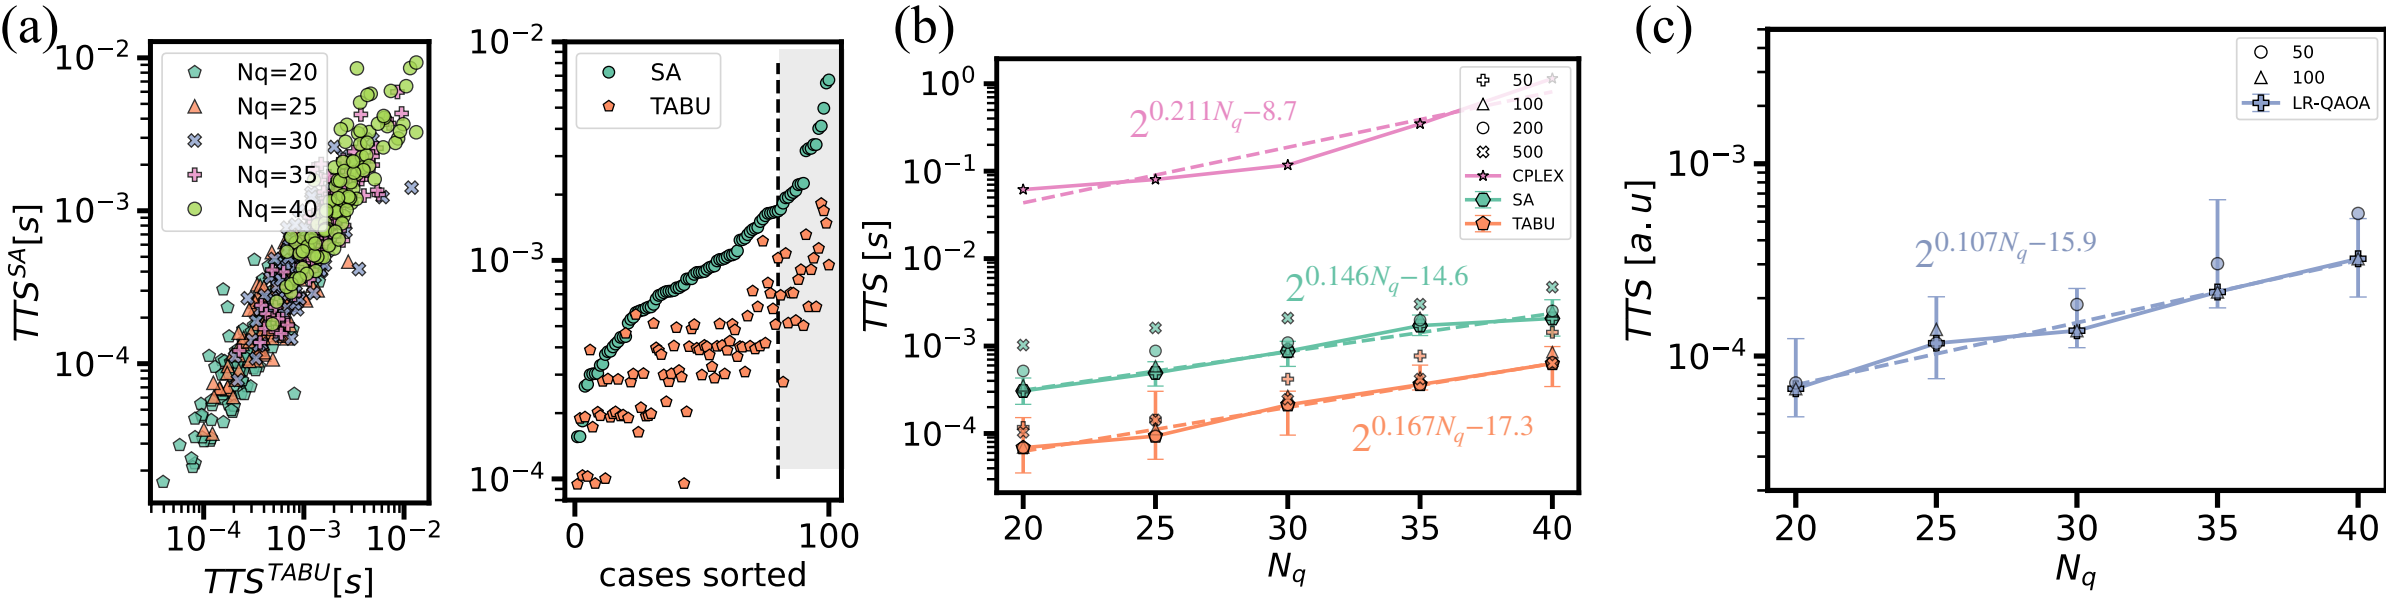 (a)
10^{-2}
10^{-3}
10^{-4}
TTS^{SA}[s]
Nq=20
Nq=25
Nq=30
Nq=35
Nq=40
10^{-4} 10^{-3} 10^{-2}
TTS^{TABU}[s]
10^{-2}
10^{-3}
10^{-4}
SA
TABU
0 100
cases sorted
(b)
TTS [s]
10^{0}
10^{-1}
10^{-2}
10^{-3}
10^{-4}
2^{0.211N_q-8.7}
2^{0.146N_q-14.6}
2^{0.167N_q-17.3}
50
100
200
500
CPLEX
SA
TABU
20 25 30 35 40
N_q
(c)
TTS [a.u]
10^{-3}
10^{-4}
2^{0.107N_q-15.9}
50
100
LR-QAOA
20 25 30 35 40
N_q